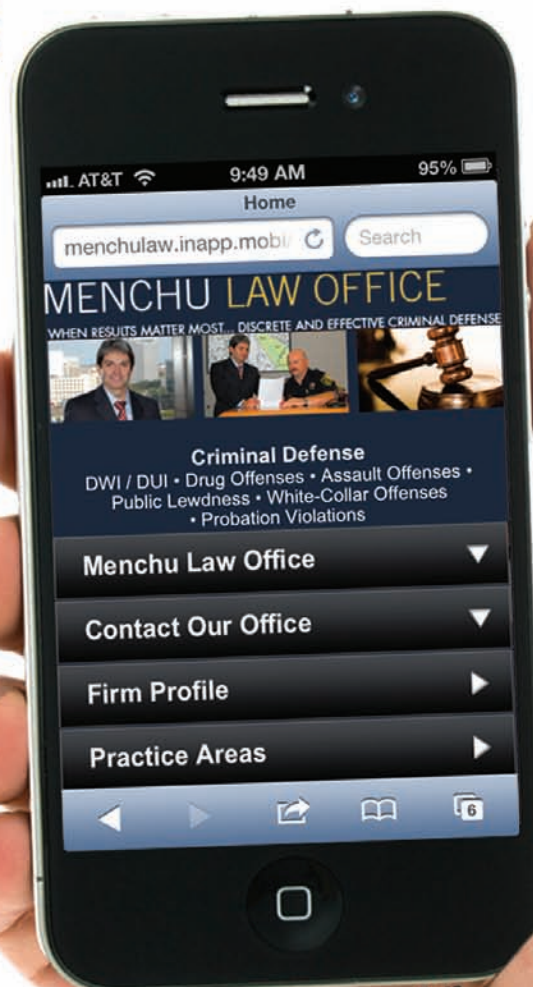 AT&T 9:49 AM 95%
Home
menchulaw.inapp.mobi/ Search
MENCHU LAW OFFICE
WHEN RESULTS MATTER MOST... DISCRETE AND EFFECTIVE CRIMINAL DEFENSE
Criminal Defense
DWI / DUI • Drug Offenses • Assault Offenses •
Public Lewdness • White-Collar Offenses
• Probation Violations
Menchu Law Office
Contact Our Office
Firm Profile
Practice Areas
6